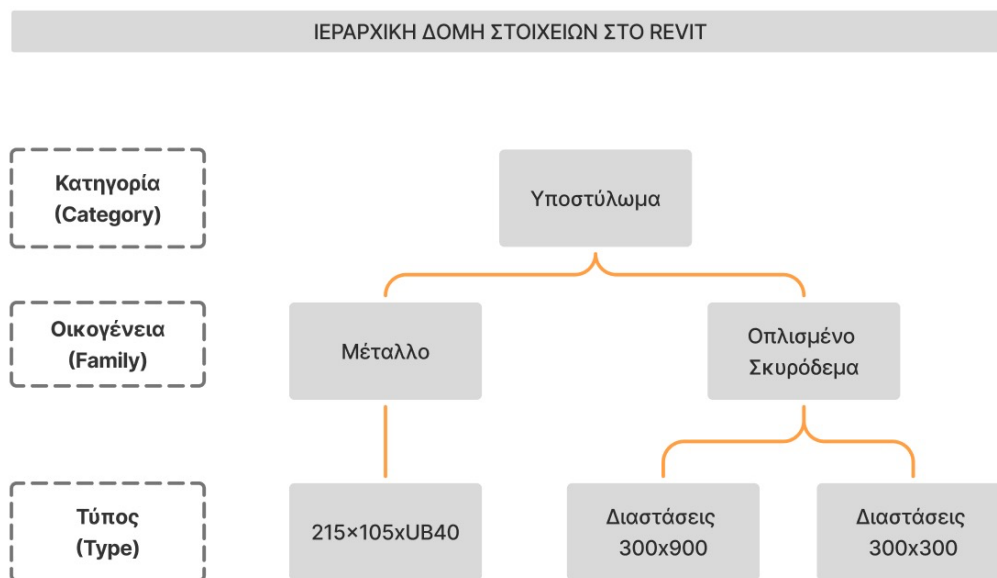 ΙΕΡΑΡΧΙΚΗ ΔΟΜΗ ΣΤΟΙΧΕΙΩΝ ΣΤΟ REVIT
Κατηγορία
(Category)
Υποστύλωμα
Οικογένεια
(Family)
Μέταλλο
Οπλισμένο
Σκυρόδεμα
Τύπος
(Type)
215×105xUB40
Διαστάσεις
300x900
Διαστάσεις
300x300